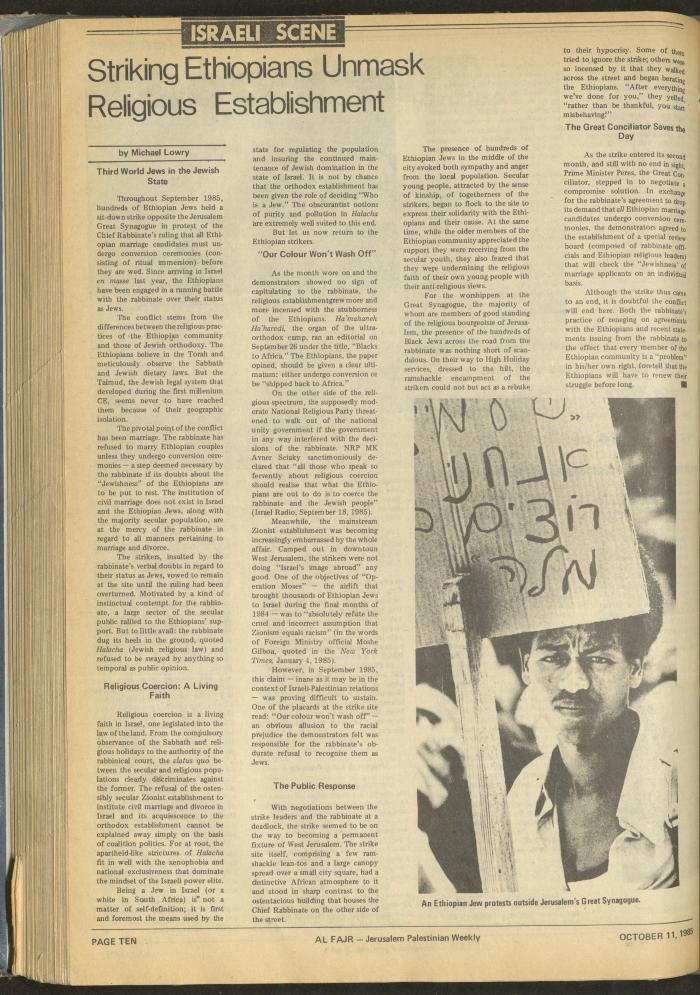 ISRAELI SCENE
Striking Ethiopians Unmask
Religious Establishment
by Michael Lowry
Third World Jews in the Jewish
State
Throughout September 1985,
hundreds of Ethiopian Jews held a
sit-down strike opposite the Jerusalem
Great Synagogue in protest of the
Chief Rabbinate's ruling that all Ethi-
opian marriage candidates must un-
dergo conversion ceremonies (con-
sisting of ritual immersion) before
they are wed. Since arriving in Israel
en masse last year, the Ethiopians
have been engaged in a running battle
with the rabbinate over their status
as Jews.
The conflict stems from the
differences between the religious prac-
tices of the Ethiopian community
and those of Jewish orthodoxy. The
Ethiopians believe in the Torah and
meticulously observe the Sabbath
and Jewish dietary laws. But the
Talmud, the Jewish legal system that
developed during the first millenium
CE, seems never to have reached
them because of their geographic
isolation.
The pivotal point of the conflict
has been marriage. The rabbinate has
refused to marry Ethiopian couples
unless they undergo conversion cere-
monies — a step deemed necessary by
the rabbinate if its doubts about the
"Jewishness" of the Ethiopians are
to be put to rest. The institution of
civil marriage does not exist in Israel
and the Ethiopian Jews, along with
the majority secular population, are
at the mercy of the rabbinate in
regard to all manners pertaining to
marriage and divorce.
The strikers, insulted by the
rabbinate's verbal doubts in regard to
their status as Jews, vowed to remain
at the site until the ruling had been
overturned. Motivated by a kind of
instinctual contempt for the rabbin-
ate, a large sector of the secular
public rallied to the Ethiopians' sup-
port. But to little avail: the rabbinate
dug its heels in the ground, quoted
Halacha (Jewish religious law) and
refused to be swayed by anything so
temporal as public opinion.
Religious Coercion: A Living
Faith
Religious coercion is a living
faith in Israel, one legislated into the
law of the land. From the compulsory
observance of the Sabbath and reli-
gious holidays to the authority of the
rabbinical court, the status quo be-
tween the secular and religious popu-
lations clearly discriminates against
the former. The refusal of the osten-
sibly secular Zionist establishment to
institute civil marriage and divorce in
Israel and its acquiescence to the
orthodox establishment cannot be
explained away simply on the basis
of coalition politics. For at root, the
apartheid-like strictures of Halacha
fit in well with the xenophobia and
national exclusiveness that dominate
the mindset of the Israeli power elite.
Being a Jew in Israel (or a
white in South Africa) is not a
matter of self-definition; it is first
and foremost the means used by the
state for regulating the population
and insuring the continued main-
tenance of Jewish domination in the
state of Israel. It is not by chance
that the orthodox establishment has
been given the role of deciding "Who
is a Jew." The obscurantist notions
of purity and pollution in Halacha
are extremely well suited to this end.
But let us now return to the
Ethiopian strikers.
"Our Colour Won't Wash Off"
As the month wore on and the
demonstrators showed no sign of
capitulating to the rabbinate, the
religious establishment grew more and
more incensed with the stubborness
of the Ethiopians. Ha'mahaneh
Ha'haredi, the organ of the ultra-
orthodox camp, ran an editorial on
September 26 under the title, "Blacks
to Africa." The Ethiopians, the paper
opined, should be given a clear ulti-
matum: either undergo conversion or
be "shipped back to Africa."
On the other side of the reli-
gious spectrum, the supposedly mod-
erate National Religious Party threat-
ened to walk out of the national
unity government if the government
in any way interfered with the deci-
sions of the rabbinate. NRP MK
Avner Sciaky sanctimoniously de-
clared that "all those who speak so
fervently about religious coercion
should realise that what the Ethio-
pians are out to do is to coerce the
rabbinate and the Jewish people"
(Israel Radio, September 18, 1985).
Meanwhile, the mainstream
Zionist establishment was becoming
increasingly embarrassed by the whole
affair. Camped out in downtown
West Jerusalem, the strikers were not
doing "Israel's image abroad" any
good. One of the objectives of "Op-
eration Moses" — the airlift that
brought thousands of Ethiopian Jews
to Israel during the final months of
1984 — was to "absolutely refute the
cruel and incorrect assumption that
Zionism equals racism" (in the words
of Foreign Ministry official Moshe
Gilboa, quoted in the New York
Times, January 4, 1985).
However, in September 1985,
this claim — inane as it may be in the
context of Israeli-Palestinian relations
— was proving difficult to sustain.
One of the placards at the strike site
read: "Our colour won't wash off" —
an obvious allusion to the racial
prejudice the demonstrators felt was
responsible for the rabbinate's ob-
durate refusal to recognise them as
Jews.
The Public Response
With negotiations between the
strike leaders and the rabbinate at a
deadlock, the strike seemed to be on
the way to becoming a permanent
fixture of West Jerusalem. The strike
site itself, comprising a few ram-
shackle lean-tos and a large canopy
spread over a small city square, had a
distinctive African atmosphere to it
and stood in sharp contrast to the
ostentacious building that houses the
Chief Rabbinate on the other side of
the street.
The presence of hundreds of
Ethiopian Jews in the middle of the
city evoked both sympathy and anger
from the local population. Secular
young people, attracted by the sense
of kinship, of togetherness of the
strikers, began to flock to the site to
express their solidarity with the Ethi-
opians and their cause. At the same
time, while the older members of the
Ethiopian community appreciated the
support they were receiving from the
secular youth, they also feared that
they were undermining the religious
faith of their own young people with
their anti-religious views.
For the worshippers at the
Great Synagogue, the majority of
whom are members of good standing
of the religious bourgeoisie of Jerusa-
lem, the presence of the hundreds of
Black Jews across the road from the
rabbinate was nothing short of scan-
dalous. On their way to High Holiday
services, dressed to the hilt, the
ramshackle encampment of the
strikers could not but act as a rebuke
to their hypocrisy. Some of them
tried to ignore the strike; others were
so incensed by it that they walked
across the street and began berating
the Ethiopians. "After everything
we've done for you," they yelled,
"rather than be thankful, you start
misbehaving!"
The Great Conciliator Saves the
Day
As the strike entered its second
month, and still with no end in sight,
Prime Minister Peres, the Great Con-
ciliator, stepped in to negotiate a
compromise solution. In exchange
for the rabbinate's agreement to drop
its demand that all Ethiopian marriage
candidates undergo conversion cere-
monies, the demonstrators agreed to
the establishment of a special review
board (composed of rabbinate offi-
cials and Ethiopian religious leaders)
that will check the "Jewishness" of
marriage applicants on an individual
basis.
Although the strike thus came
to an end, it is doubtful the conflict
will end here. Both the rabbinate's
practice of reneging on agreements
with the Ethiopians and recent state-
ments issuing from the rabbinate to
the effect that every member of the
Ethiopian community is a "problem"
in his/her own right, foretell that the
Ethiopians will have to renew their
struggle before long.
אנחנו
רוצים
מלה
An Ethiopian Jew protests outside Jerusalem's Great Synagogue.
PAGE TEN
AL FAJR — Jerusalem Palestinian Weekly
OCTOBER 11, 1985